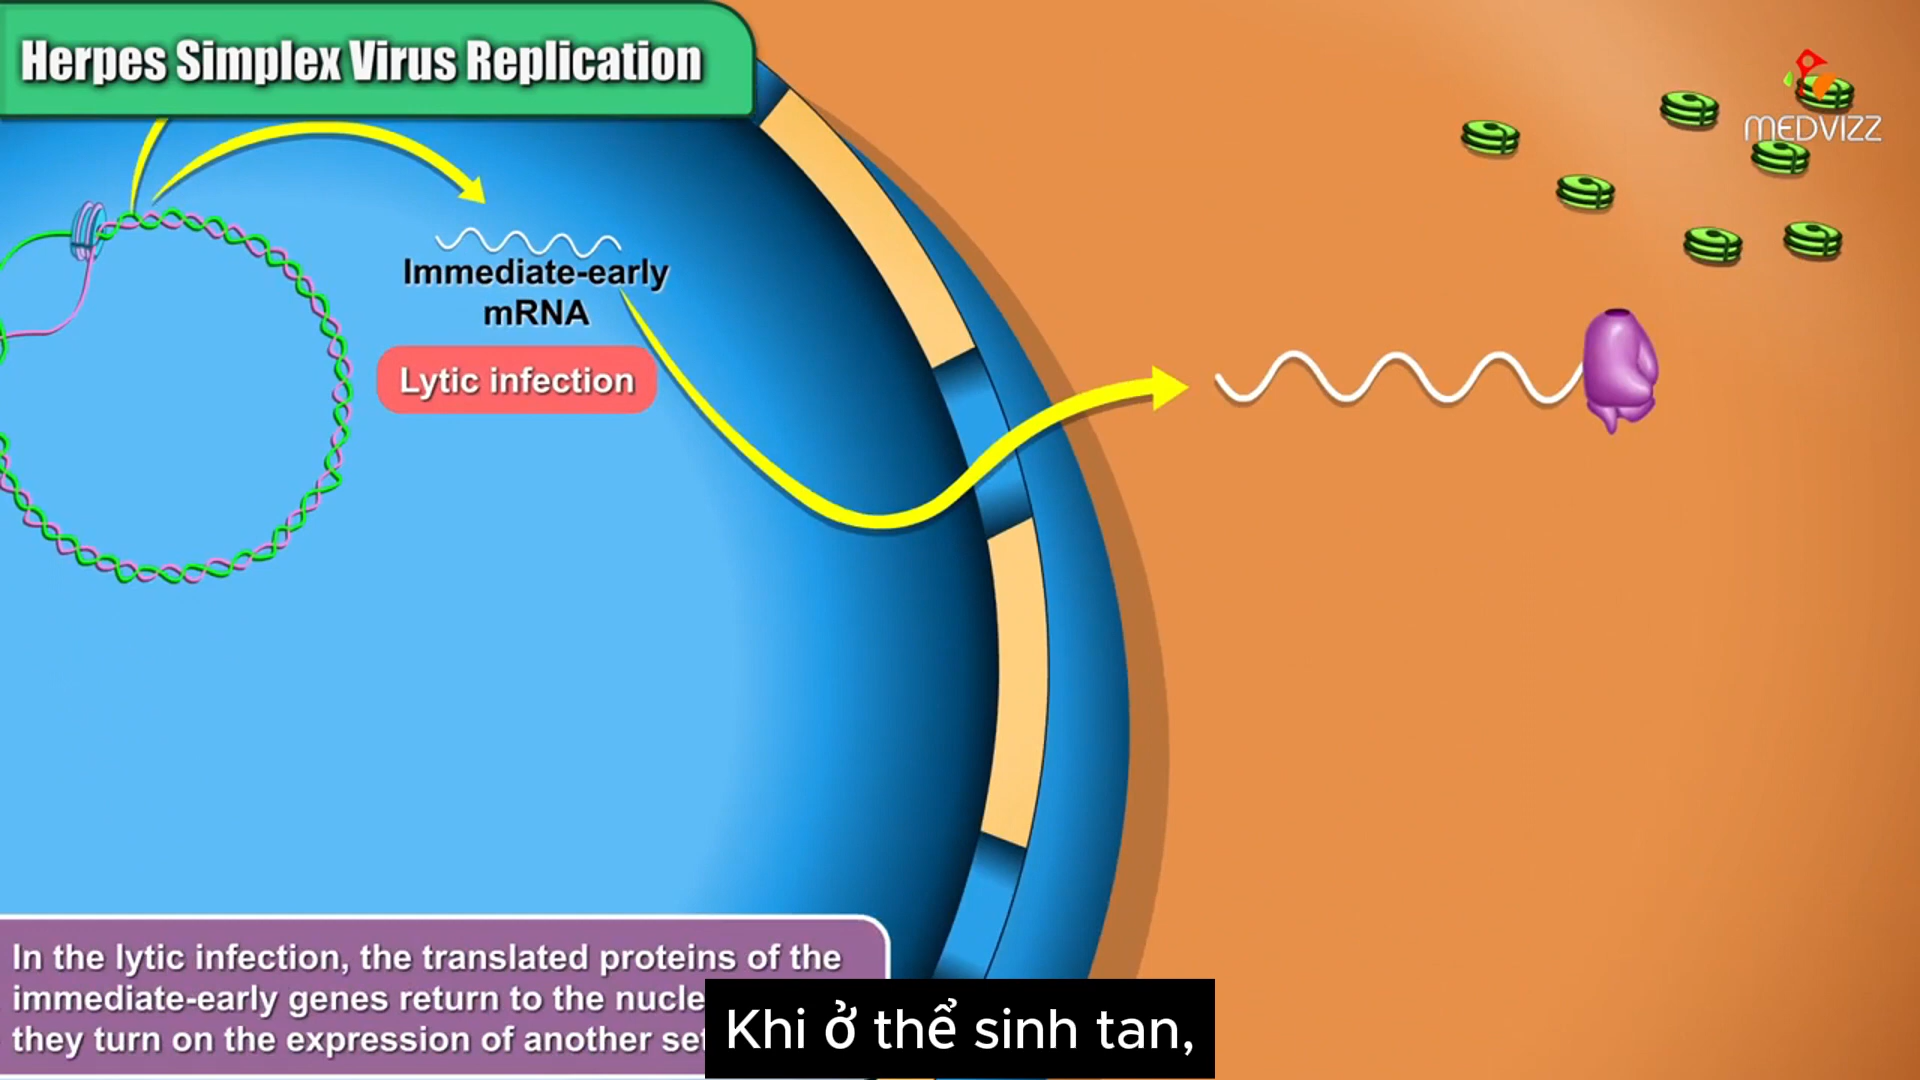 Herpes Simplex Virus Replication
MEDVIZZ
Immediate-early
mRNA
Lytic infection
In the lytic infection, the translated proteins of the
immediate-early genes return to the nucle
they turn on the expression of another set
Khi ở thể sinh tan,